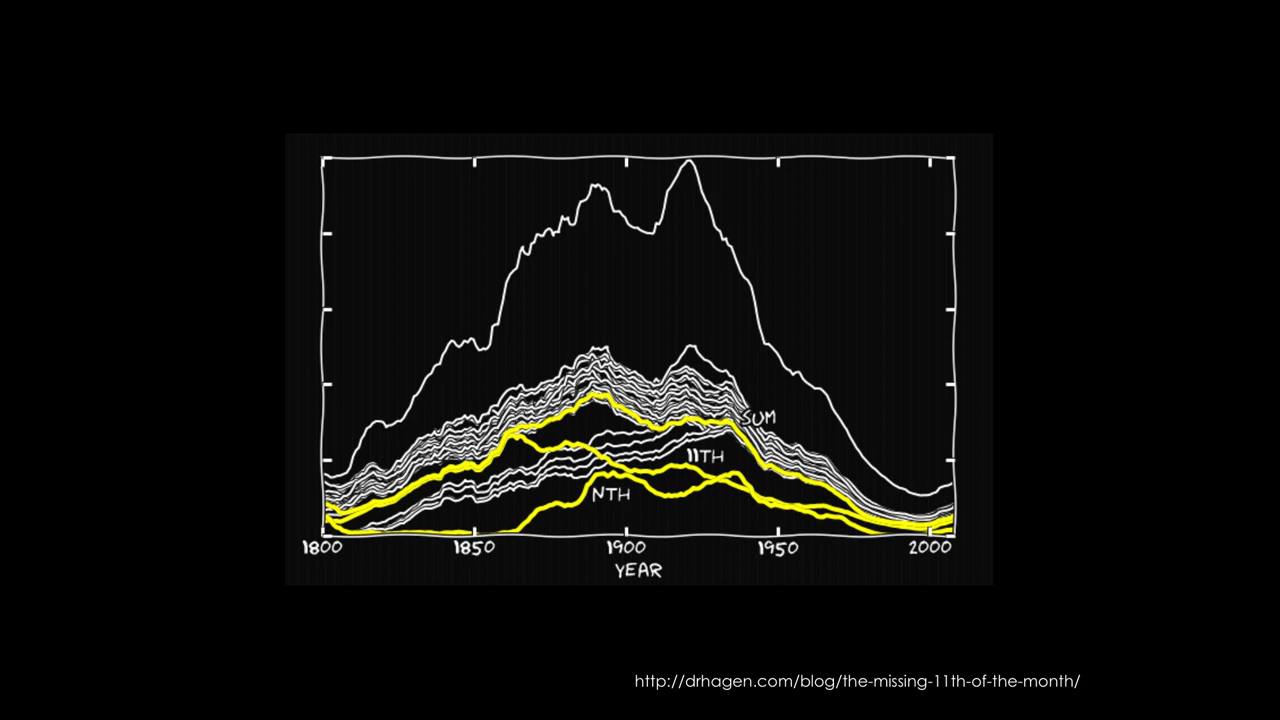 SUM
11TH
NTH
1800 1850 1900 1950 2000
YEAR
http://drhagen.com/blog/the-missing-11th-of-the-month/